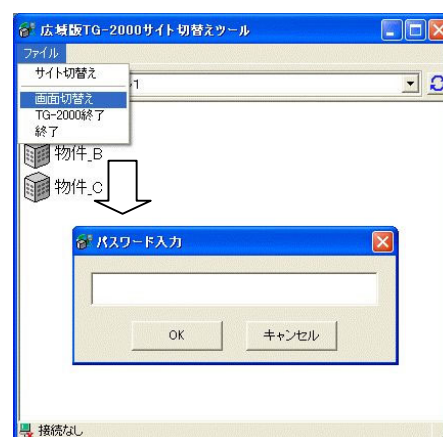 広域版TG-2000サイト切替えツール
ファイル
サイト切替え
画面切替え
TG-2000終了
終了
物件_B
物件_C
パスワード入力
OK
キャンセル
接続なし